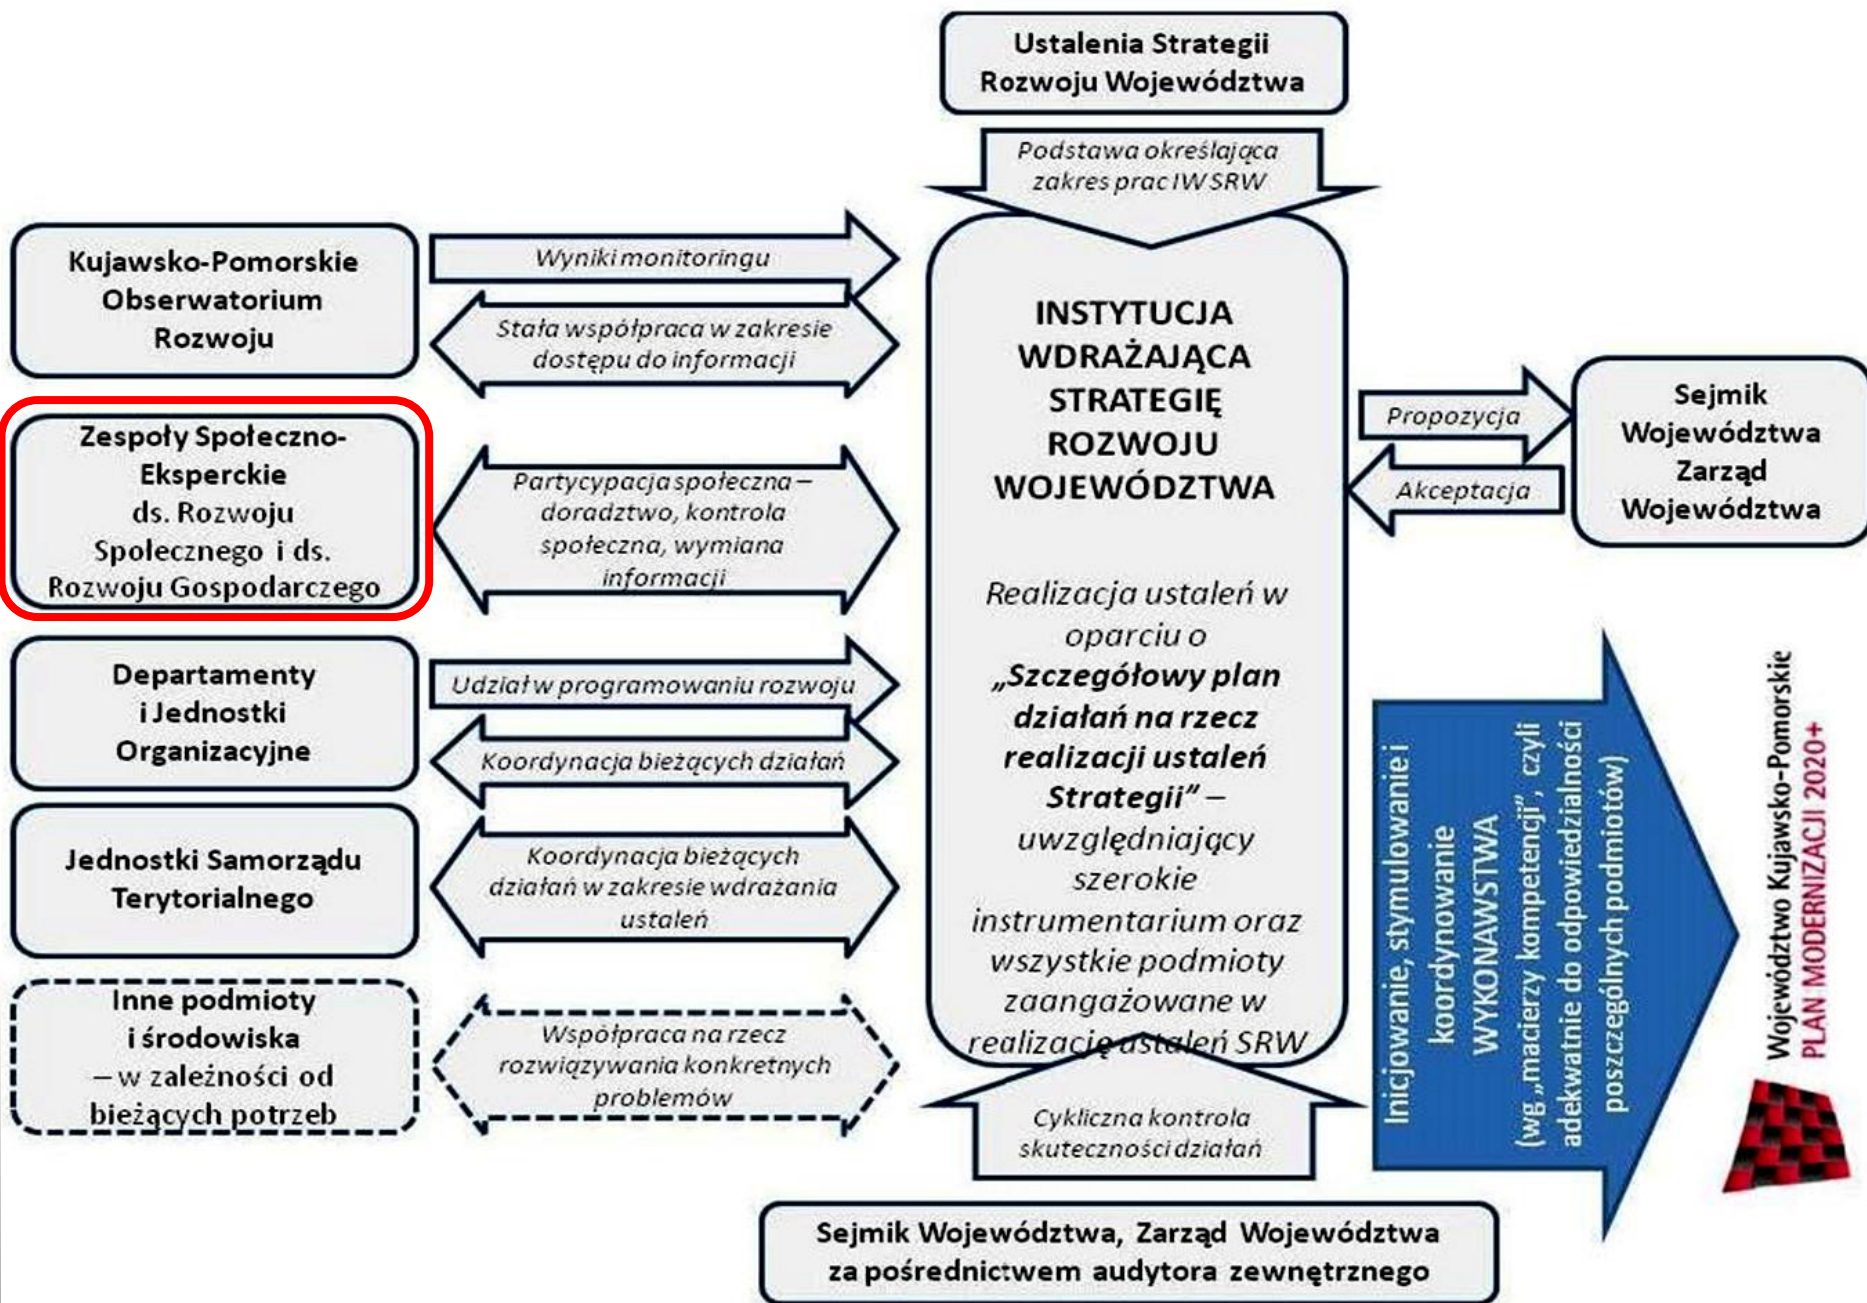 Ustalenia Strategii
Rozwoju Województwa
Podstawa określająca
zakres prac IW SRW
Kujawsko-Pomorskie
Obserwatorium
Rozwoju
Wyniki monitoringu
Stała współpraca w zakresie
dostępu do informacji
Zespoły Społeczno-
Eksperckie
ds. Rozwoju
Społecznego i ds.
Rozwoju Gospodarczego
Partycypacja społeczna –
doradztwo, kontrola
społeczna, wymiana
informacji
Departamenty
i Jednostki
Organizacyjne
Udział w programowaniu rozwoju
Koordynacja bieżących działań
Jednostki Samorządu
Terytorialnego
Koordynacja bieżących
działań w zakresie wdrażania
ustaleń
Inne podmioty
i środowiska
– w zależności od
bieżących potrzeb
Współpraca na rzecz
rozwiązywania konkretnych
problemów
INSTYTUCJA
WDRAŻAJĄCA
STRATEGIĘ
ROZWOJU
WOJEWÓDZTWA
Realizacja ustaleń w
oparciu o
„Szczegółowy plan
działań na rzecz
realizacji ustaleń
Strategii” –
uwzględniający
szerokie
instrumentarium oraz
wszystkie podmioty
zaangażowane w
realizację ustaleń SRW
Propozycja
Akceptacja
Sejmik
Województwa
Zarząd
Województwa
Cykliczna kontrola
skuteczności działań
Sejmik Województwa, Zarząd Województwa
za pośrednictwem audytora zewnętrznego
Inicjowanie, stymulowanie i
koordynowanie
WYKONAWSTWA
(wg „macierzy kompetencji”, czyli
adekwatnie do odpowiedzialności
poszczególnych podmiotów)
Województwo Kujawsko-Pomorskie
PLAN MODERNIZACJI 2020+